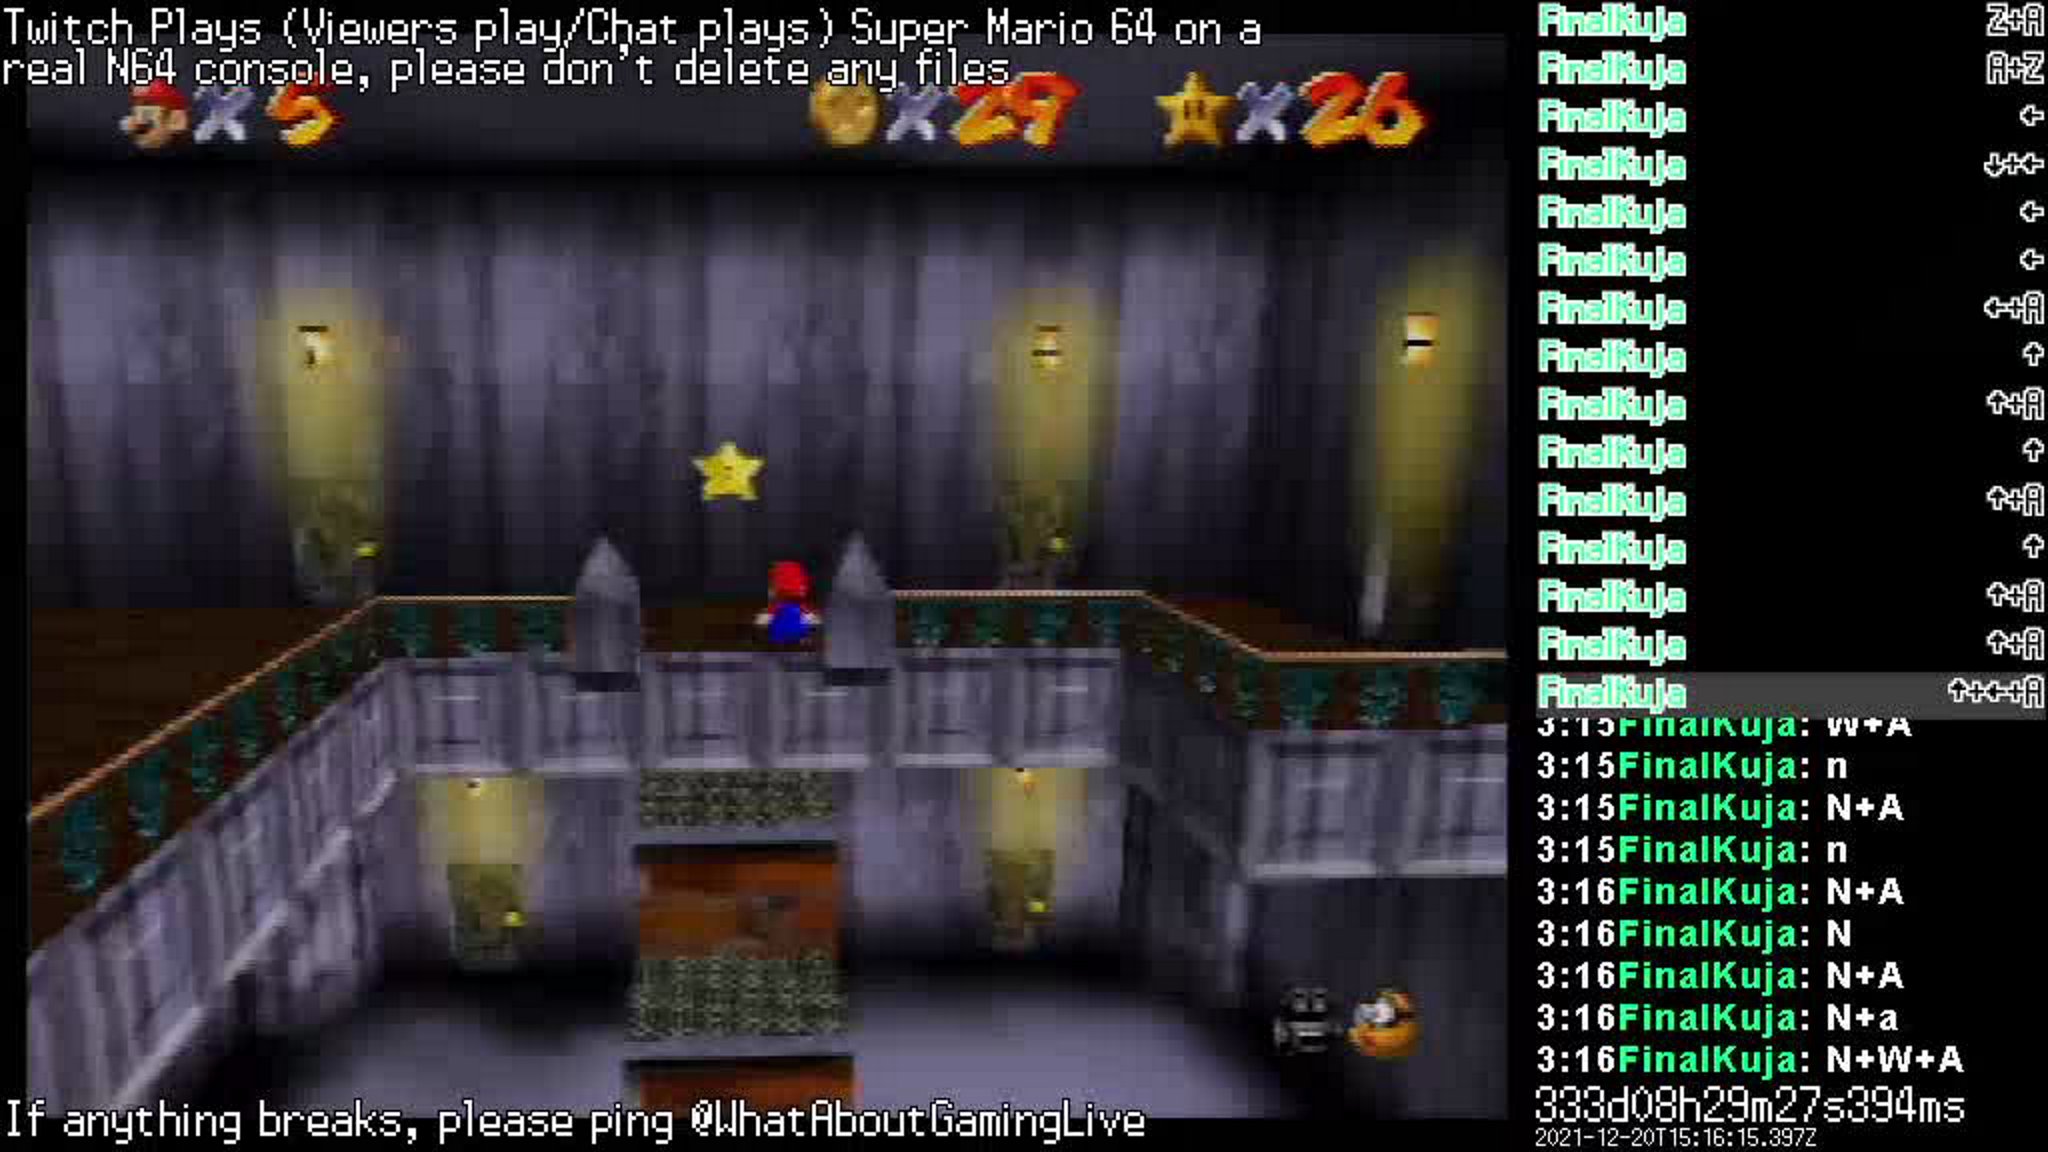 Twitch Plays (Viewers play/Chat plays) Super Mario 64 on a
real N64 console, please don't delete any files
x 5
x 29
x 26
FinalKuja Z+A
FinalKuja A+Z
FinalKuja ←
FinalKuja ↓+←
FinalKuja ←
FinalKuja ←
FinalKuja ←+A
FinalKuja ↑
FinalKuja ↑+A
FinalKuja ↑
FinalKuja ↑+A
FinalKuja ↑
FinalKuja ↑+A
FinalKuja ↑+A
FinalKuja ↑+←+A
3:15FinalKuja: W+A
3:15FinalKuja: n
3:15FinalKuja: N+A
3:15FinalKuja: n
3:16FinalKuja: N+A
3:16FinalKuja: N
3:16FinalKuja: N+A
3:16FinalKuja: N+a
3:16FinalKuja: N+W+A
333d08h29m27s394ms
2021-12-20T15:16:15.397Z
If anything breaks, please ping @WhatAboutGamingLive